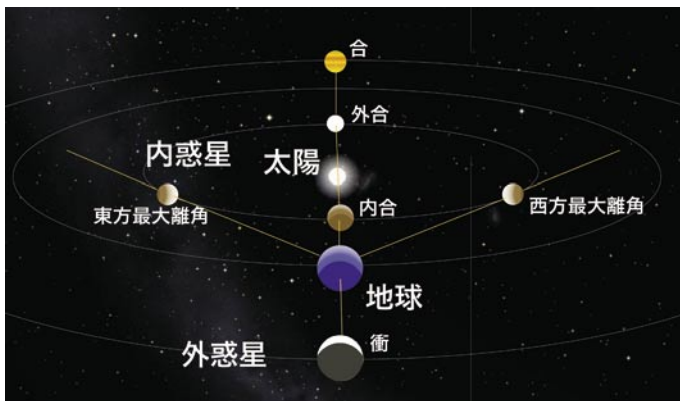 合
外合
内惑星
太陽
東方最大離角
内合
西方最大離角
地球
外惑星
衝